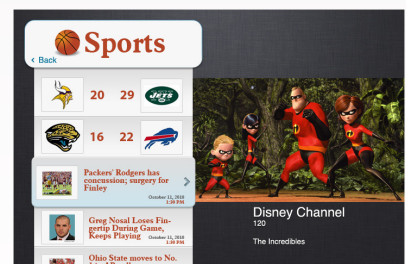 Sports
Back
20 29
JETS
16 22
Packers' Rodgers has
concussion; surgery for
Finley
October 12, 2010
1:30 PM
Greg Nosal Loses Fin-
gertip During Game,
Keeps Playing
October 12, 2010
1:30 PM
Ohio State moves to No.
Disney Channel
120
The Incredibles